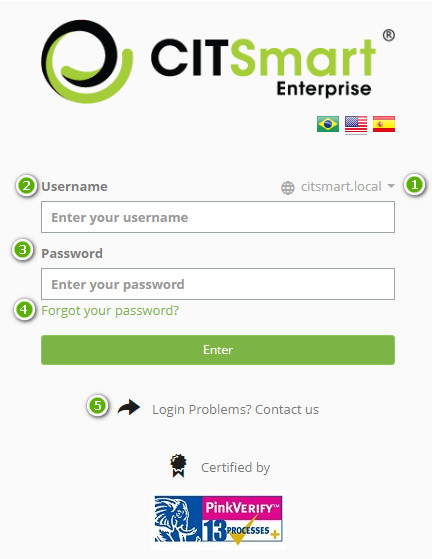 CITSmart ®
Enterprise
1
2 Username citsmart.local
Enter your username
3 Password
Enter your password
4 Forgot your password?
Enter
5 Login Problems? Contact us
Certified by
PinkVERIFY™
13 PROCESSES+